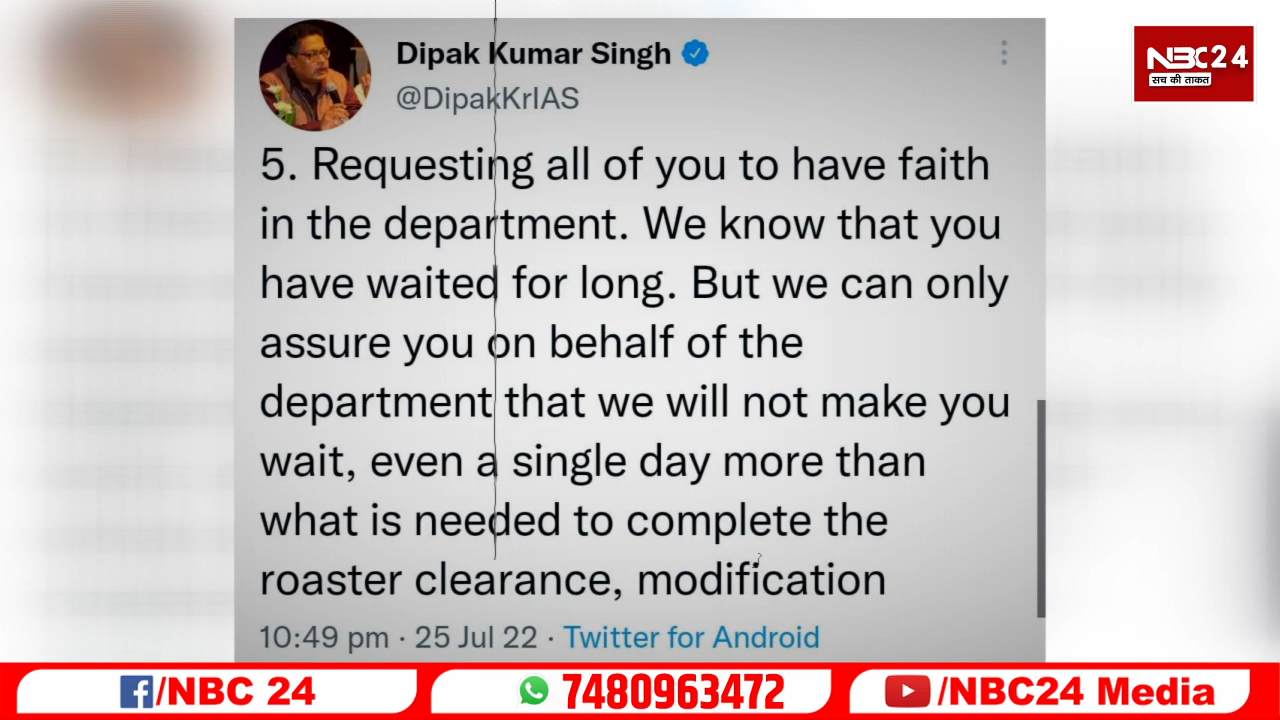 Dipak Kumar Singh
@DipakKrIAS
NBC 24
सच की ताकत
5. Requesting all of you to have faith
in the department. We know that you
have waited for long. But we can only
assure you on behalf of the
department that we will not make you
wait, even a single day more than
what is needed to complete the
roaster clearance, modification
10:49 pm · 25 Jul 22 · Twitter for Android
/NBC 24
7480963472
/NBC24 Media